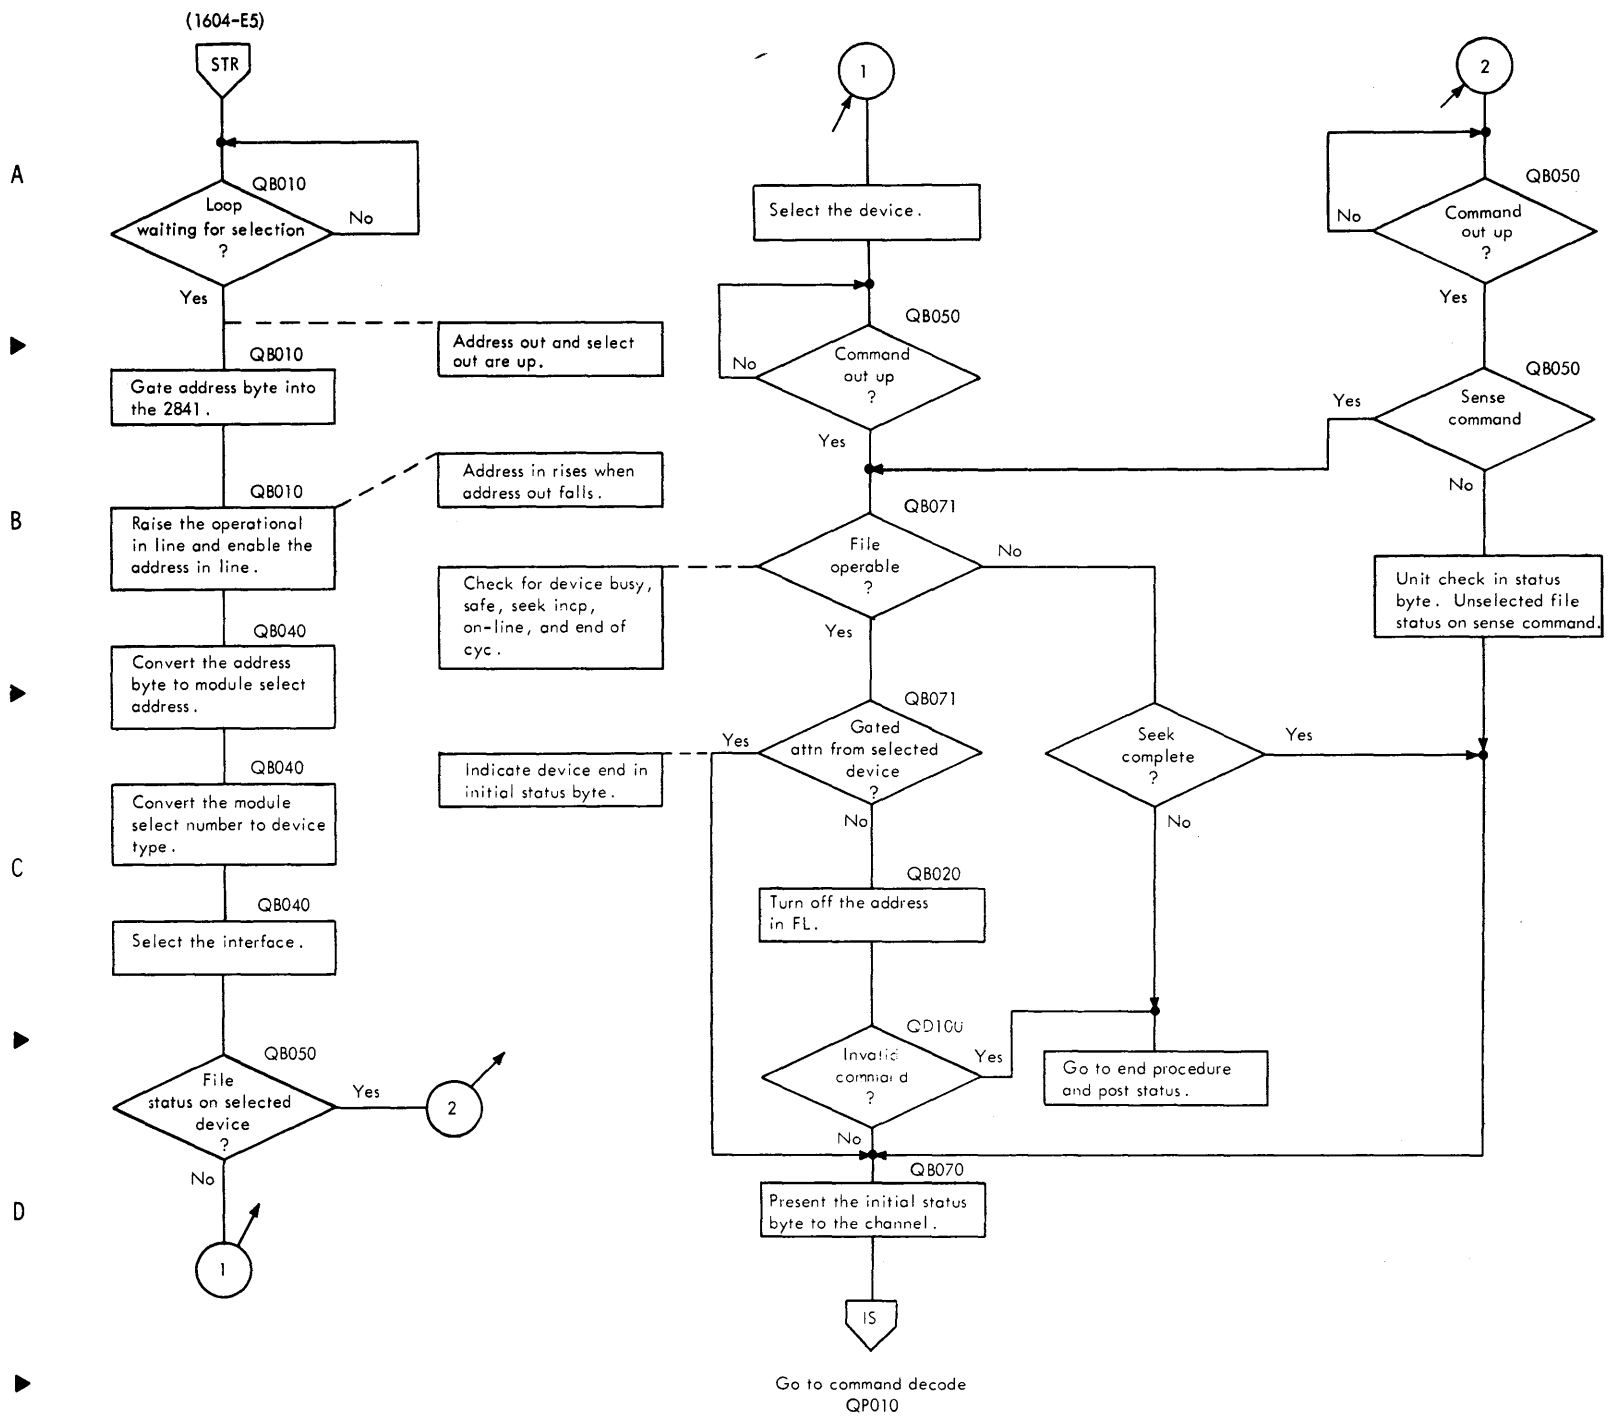 (1604-E5)
STR
A
QB010
Loop
waiting for selection
?
No
Yes
Address out and select
out are up.
QB010
Gate address byte into
the 2841.
Address in rises when
address out falls.
QB010
B
Raise the operational
in line and enable the
address in line.
QB040
Convert the address
byte to module select
address.
QB040
Convert the module
select number to device
type.
C
QB040
Select the interface.
QB050
File
status on selected
device
?
Yes
2
No
D
1
1
Select the device.
QB050
Command
out up
?
No
Yes
QB071
File
operable
?
No
Check for device busy,
safe, seek incp,
on-line, and end of
cyc.
Yes
QB071
Gated
attn from selected
device
?
Yes
Indicate device end in
initial status byte.
No
QB020
Turn off the address
in FL.
?
Yes
No
QB070
Present the initial status
byte to the channel.
IS
Go to command decode
QP010
Seek
complete
?
Yes
No
Go to end procedure
and post status.
2
QB050
Command
out up
?
No
Yes
QB050
Sense
command
Yes
No
Unit check in status
byte. Unselected file
status on sense command.